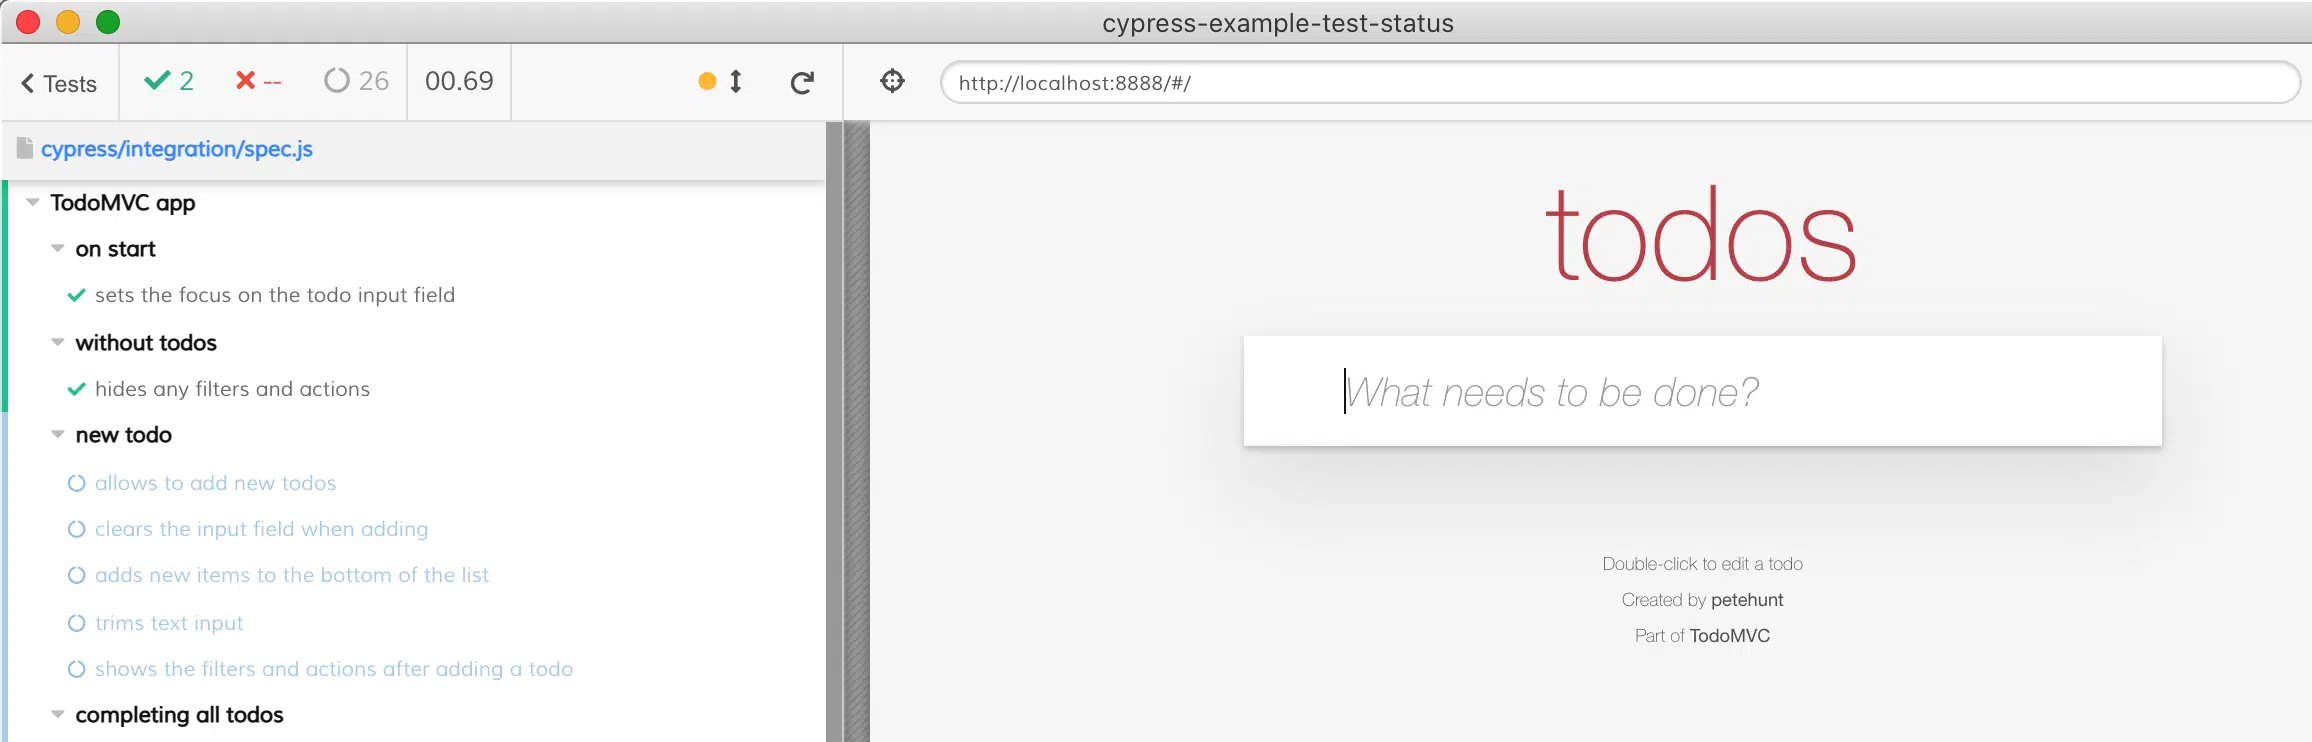 cypress-example-test-status
Tests 2 -- 26 00.69
http://localhost:8888/#/
cypress/integration/spec.js
TodoMVC app
on start
sets the focus on the todo input field
without todos
hides any filters and actions
new todo
allows to add new todos
clears the input field when adding
adds new items to the bottom of the list
trims text input
shows the filters and actions after adding a todo
completing all todos
todos
What needs to be done?
Double-click to edit a todo
Created by petehunt
Part of TodoMVC